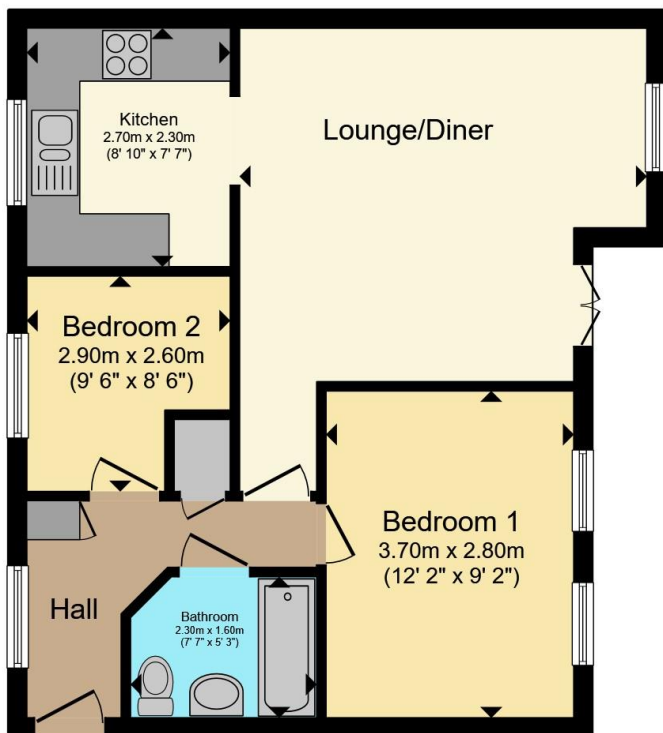 Kitchen
2.70m x 2.30m
(8' 10" x 7' 7")
Lounge/Diner
Bedroom 2
2.90m x 2.60m
(9' 6" x 8' 6")
Bedroom 1
3.70m x 2.80m
(12' 2" x 9' 2")
Hall
Bathroom
2.30m x 1.60m
(7' 7" x 5' 3")